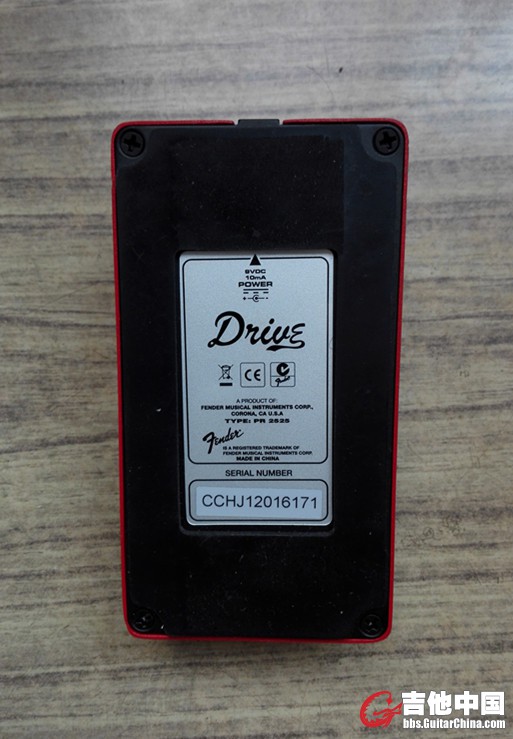 9VDC
10mA
POWER
Drive
CE
A PRODUCT OF:
FENDER MUSICAL INSTRUMENTS CORP.,
CORONA, CA U.S.A
TYPE: PR 2525
Fender
IS A REGISTERED TRADEMARK OF
FENDER MUSICAL INSTRUMENTS CORP.
MADE IN CHINA
SERIAL NUMBER
CCHJ12016171
吉他中国
bbs.GuitarChina.com